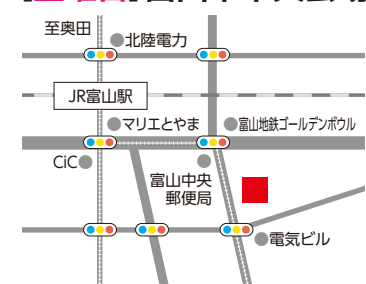 至奥田
北陸電力
JR富山駅
マリエとやま
富山地鉄ゴールデンボウル
CiC
富山中央
郵便局
電気ビル